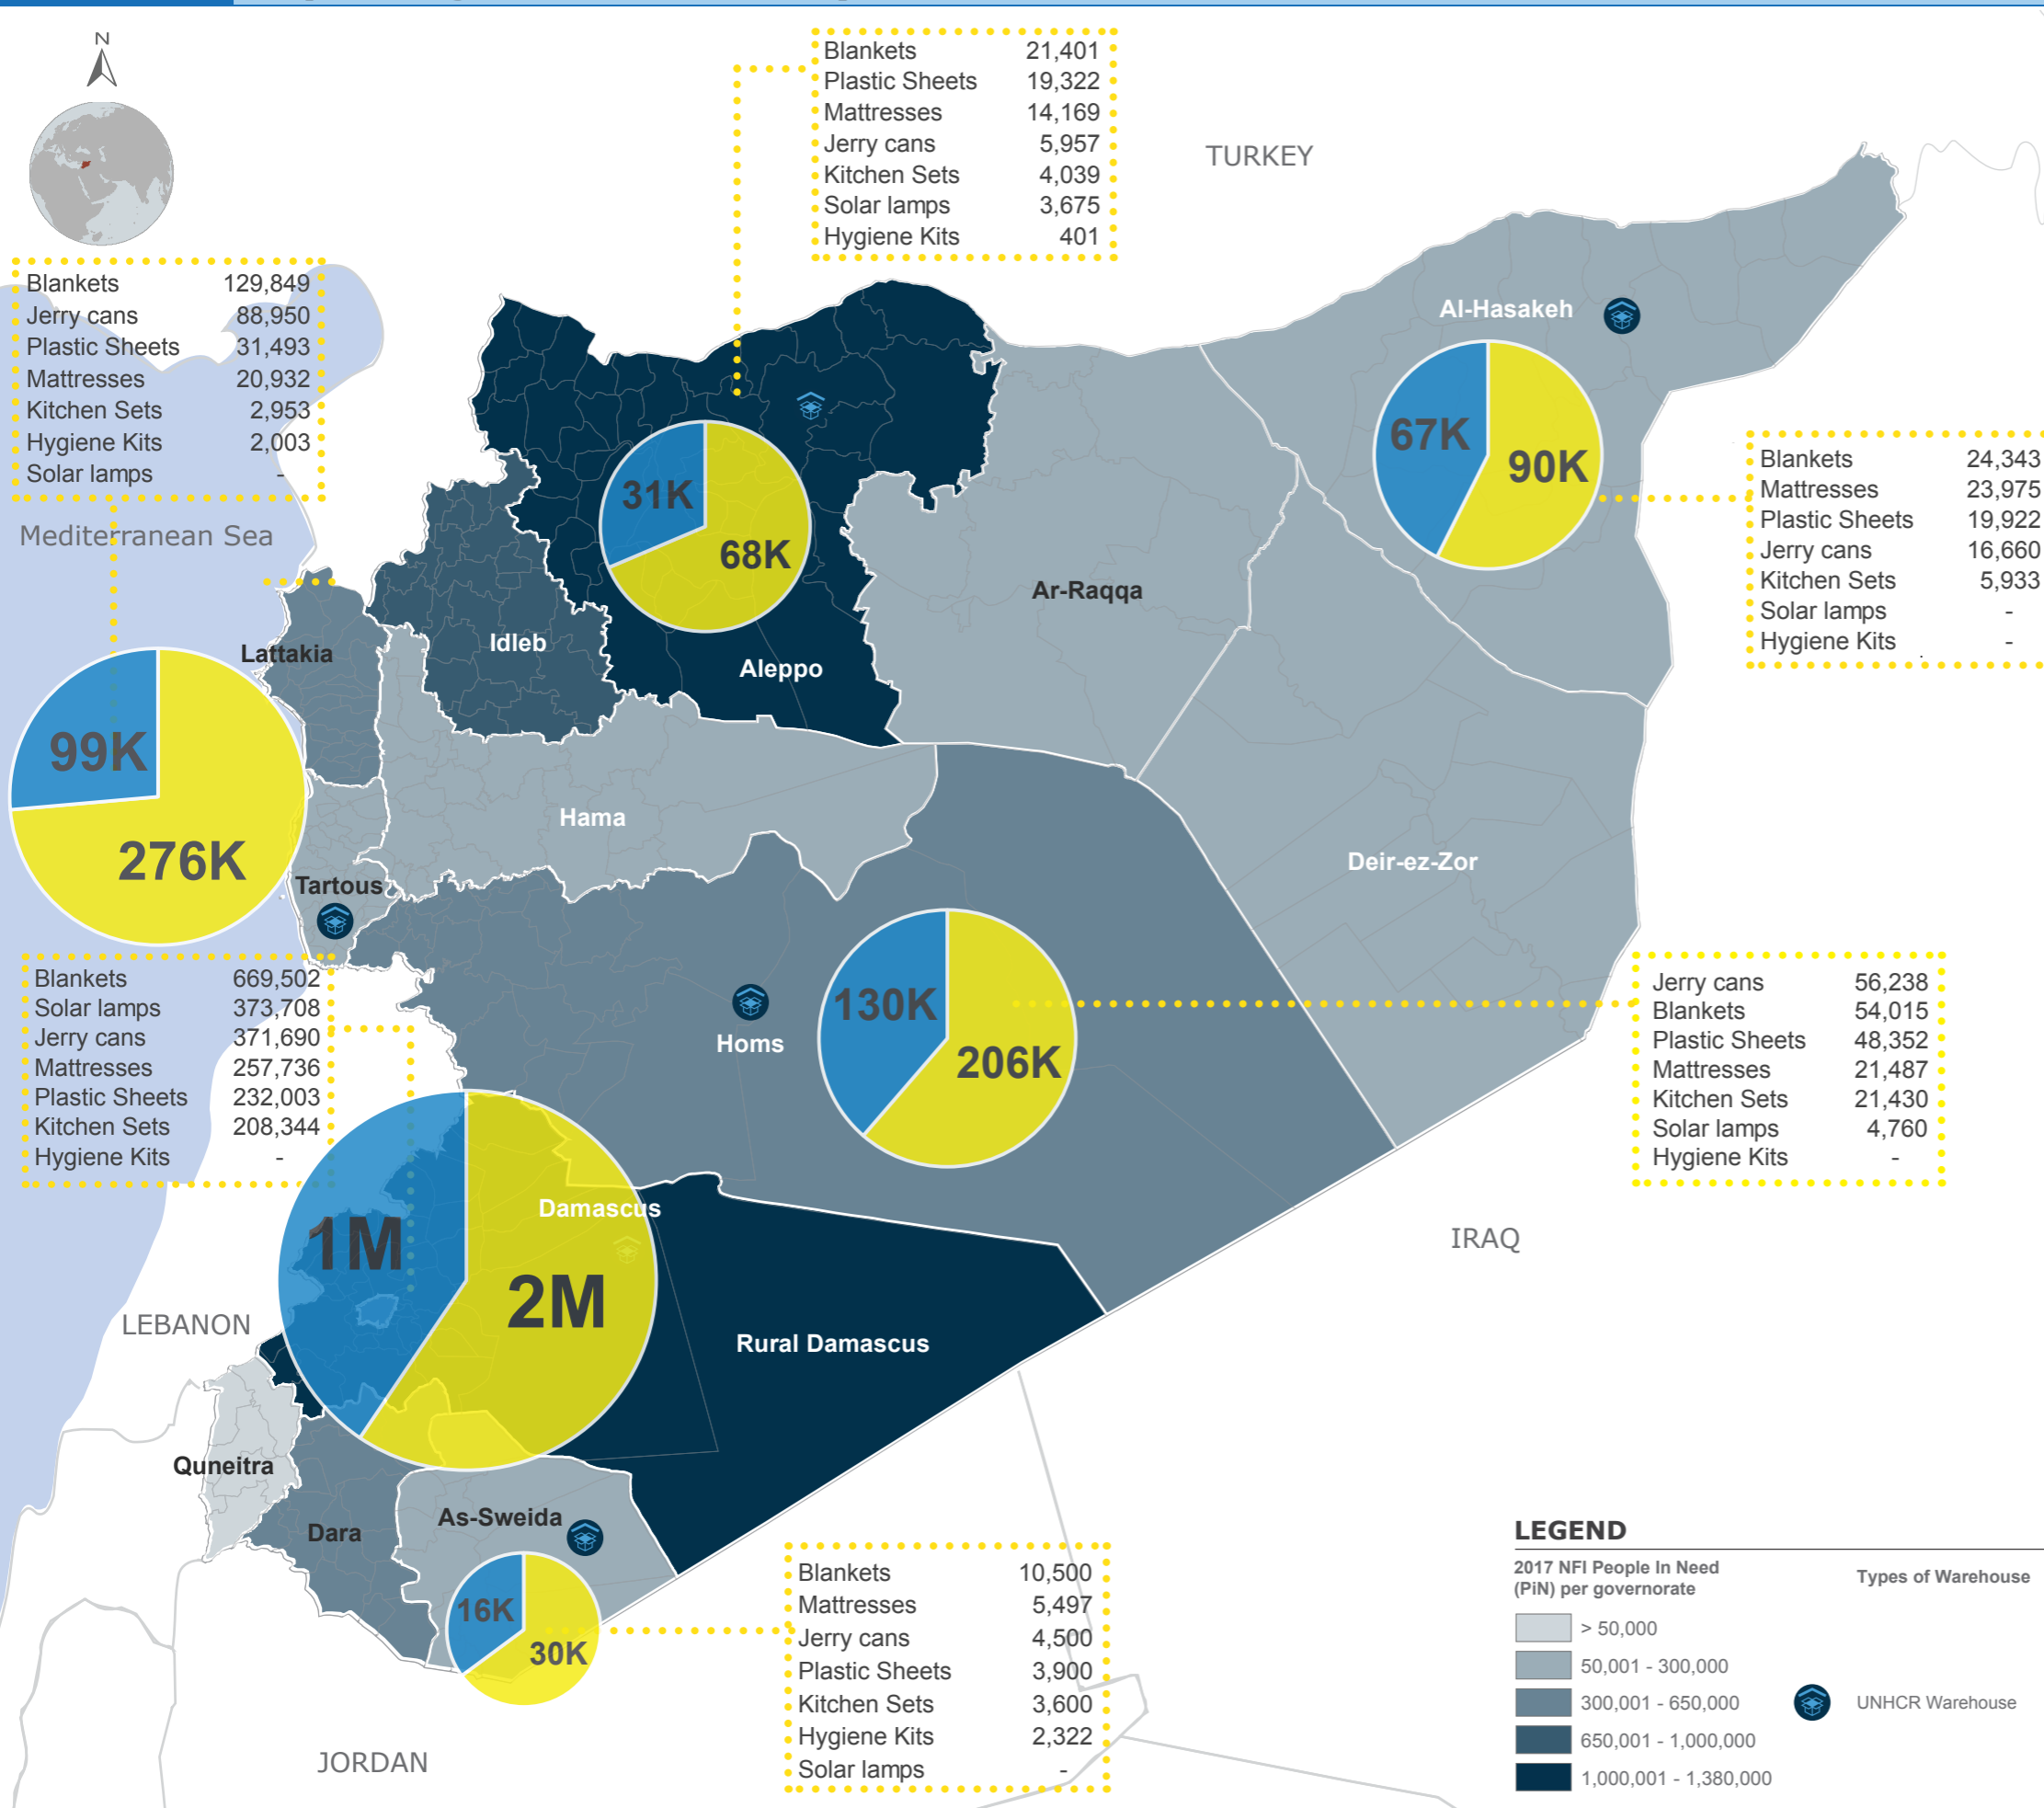 N
Blankets 21,401
Plastic Sheets 19,322
Mattresses 14,169
Jerry cans 5,957
Kitchen Sets 4,039
Solar lamps 3,675
Hygiene Kits 401
TURKEY
Blankets 129,849
Jerry cans 88,950
Plastic Sheets 31,493
Mattresses 20,932
Kitchen Sets 2,953
Hygiene Kits 2,003
Solar lamps -
Mediterranean Sea
Al-Hasakeh
67K
90K
31K
68K
Blankets 24,343
Mattresses 23,975
Plastic Sheets 19,922
Jerry cans 16,660
Kitchen Sets 5,933
Solar lamps -
Hygiene Kits -
Ar-Raqqa
Idleb
Lattakia
Aleppo
99K
276K
Hama
Deir-ez-Zor
Tartous
Blankets 669,502
Solar lamps 373,708
Jerry cans 371,690
Mattresses 257,736
Plastic Sheets 232,003
Kitchen Sets 208,344
Hygiene Kits -
130K
206K
Homs
Jerry cans 56,238
Blankets 54,015
Plastic Sheets 48,352
Mattresses 21,487
Kitchen Sets 21,430
Solar lamps 4,760
Hygiene Kits -
Damascus
1M
2M
IRAQ
LEBANON
Rural Damascus
Quneitra
Dara
As-Sweida
16K
30K
Blankets 10,500
Mattresses 5,497
Jerry cans 4,500
Plastic Sheets 3,900
Kitchen Sets 3,600
Hygiene Kits 2,322
Solar lamps -
JORDAN
LEGEND
2017 NFI People In Need
(PiN) per governorate
Types of Warehouse
> 50,000
50,001 - 300,000
300,001 - 650,000
UNHCR Warehouse
650,001 - 1,000,000
1,000,001 - 1,380,000